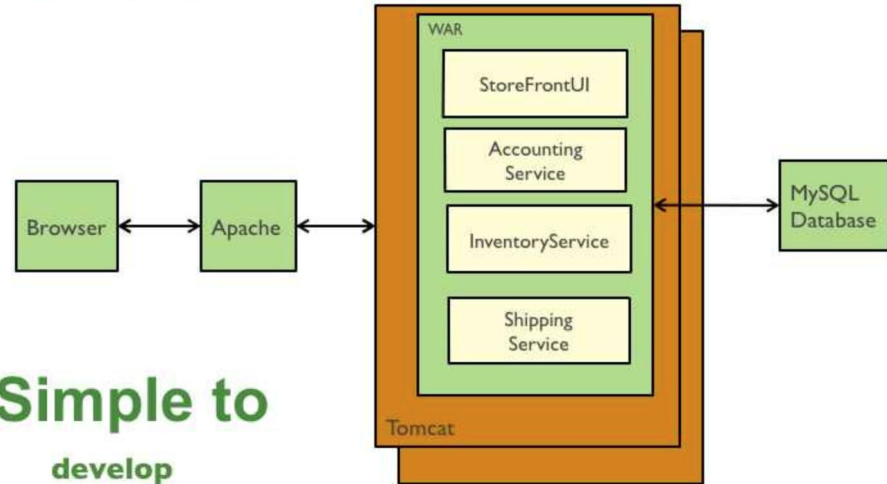 WAR
StoreFrontUI
Accounting
Service
InventoryService
Shipping
Service
Tomcat
Browser
Apache
MySQL
Database
Simple to
develop